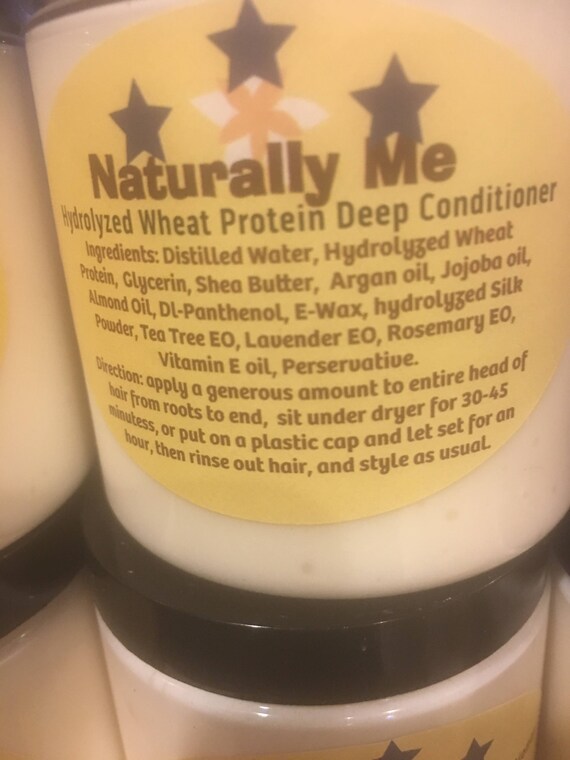 Naturally Me
Hydrolyzed Wheat Protein Deep Conditioner
Ingredients: Distilled Water, Hydrolyzed Wheat
Protein, Glycerin, Shea Butter, Argan oil, Jojoba oil,
Almond Oil, Dl-Panthenol, E-Wax, hydrolyzed Silk
Powder, Tea Tree EO, Lavender EO, Rosemary EO,
Vitamin E oil, Perservative.
Direction: apply a generous amount to entire head of
hair from roots to end, sit under dryer for 30-45
minutess, or put on a plastic cap and let set for an
hour, then rinse out hair, and style as usual.